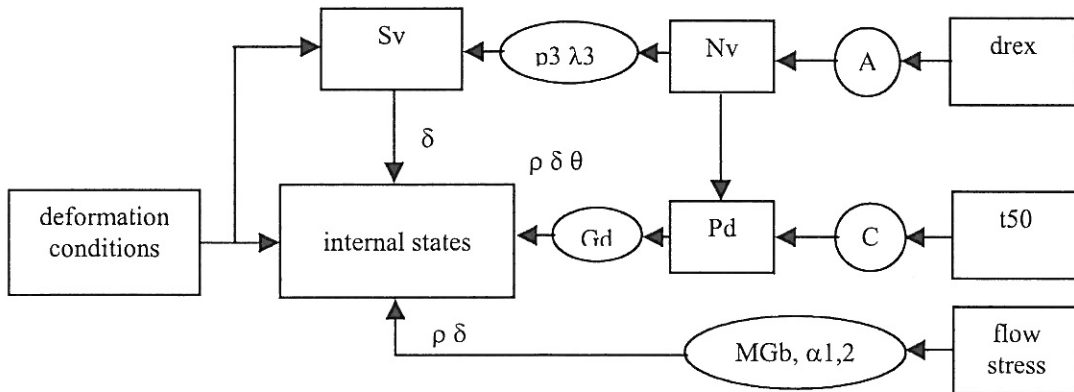 Sv
p3 λ3
Nv
A
drex
δ
ρ δ θ
deformation
conditions
internal states
Gd
Pd
C
t50
ρ δ
MGb, α1,2
flow
stress